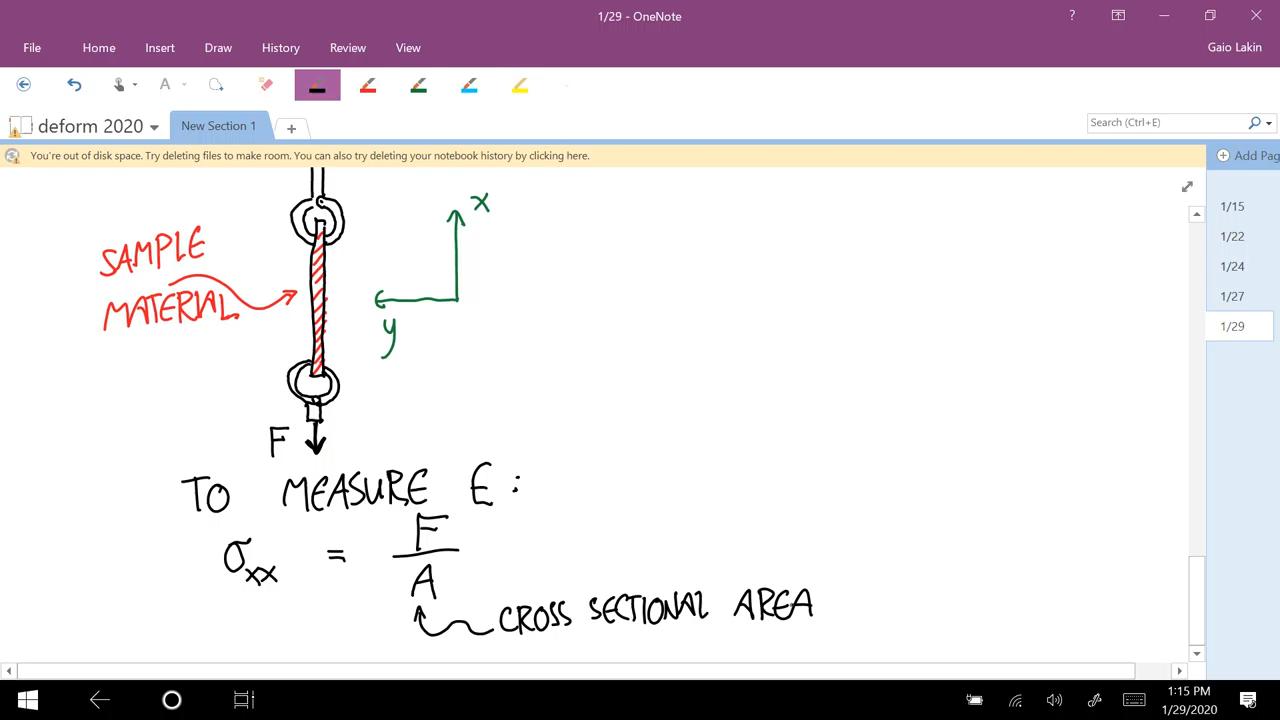 1/29 - OneNote
?
File Home Insert Draw History Review View Gaio Lakin
A
deform 2020 New Section 1 + Search (Ctrl+E)
You're out of disk space. Try deleting files to make room. You can also try deleting your notebook history by clicking here.
Add Pag
1/15
1/22
1/24
1/27
1/29
x
SAMPLE
MATERIAL
y
F
TO MEASURE E :
σxx = F
A
CROSS SECTIONAL AREA
1:15 PM
1/29/2020